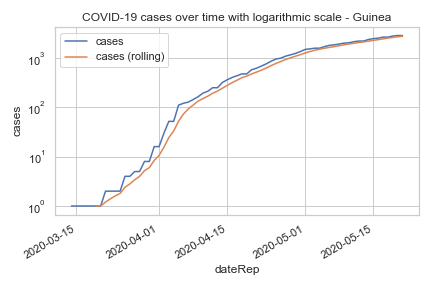 COVID-19 cases over time with logarithmic scale - Guinea
cases
cases (rolling)
10³
10²
10¹
10⁰
cases
2020-03-15
2020-04-01
2020-04-15
2020-05-01
2020-05-15
dateRep